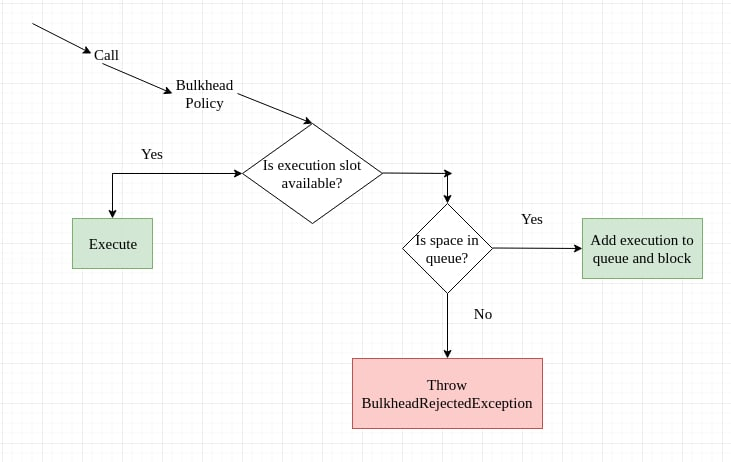 Call
Bulkhead
Policy
Yes
Is execution slot
available?
Execute
Is space in
queue?
Yes
Add execution to
queue and block
No
Throw
BulkheadRejectedException